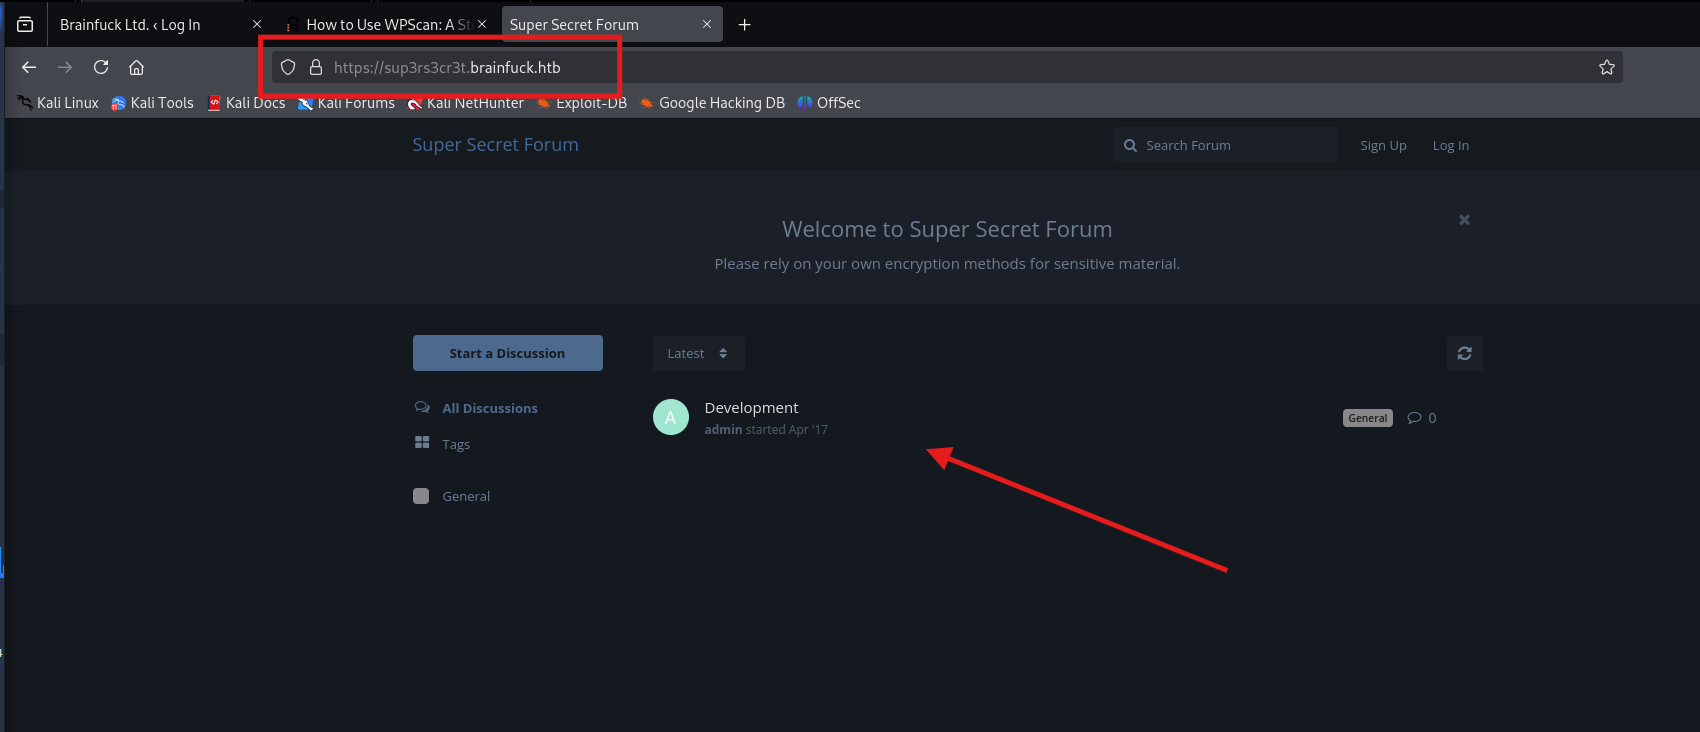 Brainfuck Ltd. ‹ Log In
How to Use WPScan: A St
Super Secret Forum
https://sup3rs3cr3t.brainfuck.htb
Kali Linux Kali Tools Kali Docs Kali Forums Kali NetHunter Exploit-DB Google Hacking DB OffSec
Super Secret Forum
Search Forum
Sign Up
Log In
Welcome to Super Secret Forum
Please rely on your own encryption methods for sensitive material.
Start a Discussion
Latest
All Discussions
A
Development
admin started Apr '17
General
0
Tags
General